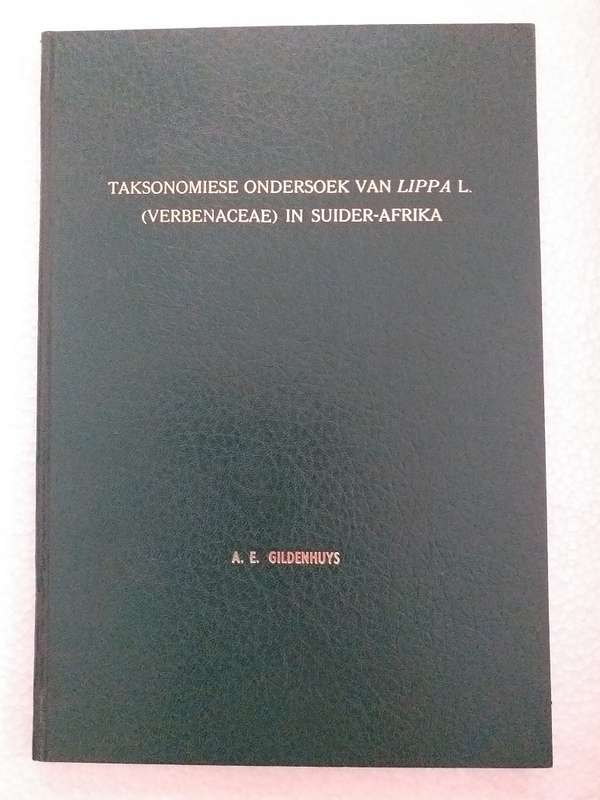 TAKSONOMIESE ONDERSOEK VAN LIPPA L.
(VERBENACEAE) IN SUIDER-AFRIKA
A. E. GILDENHUYS